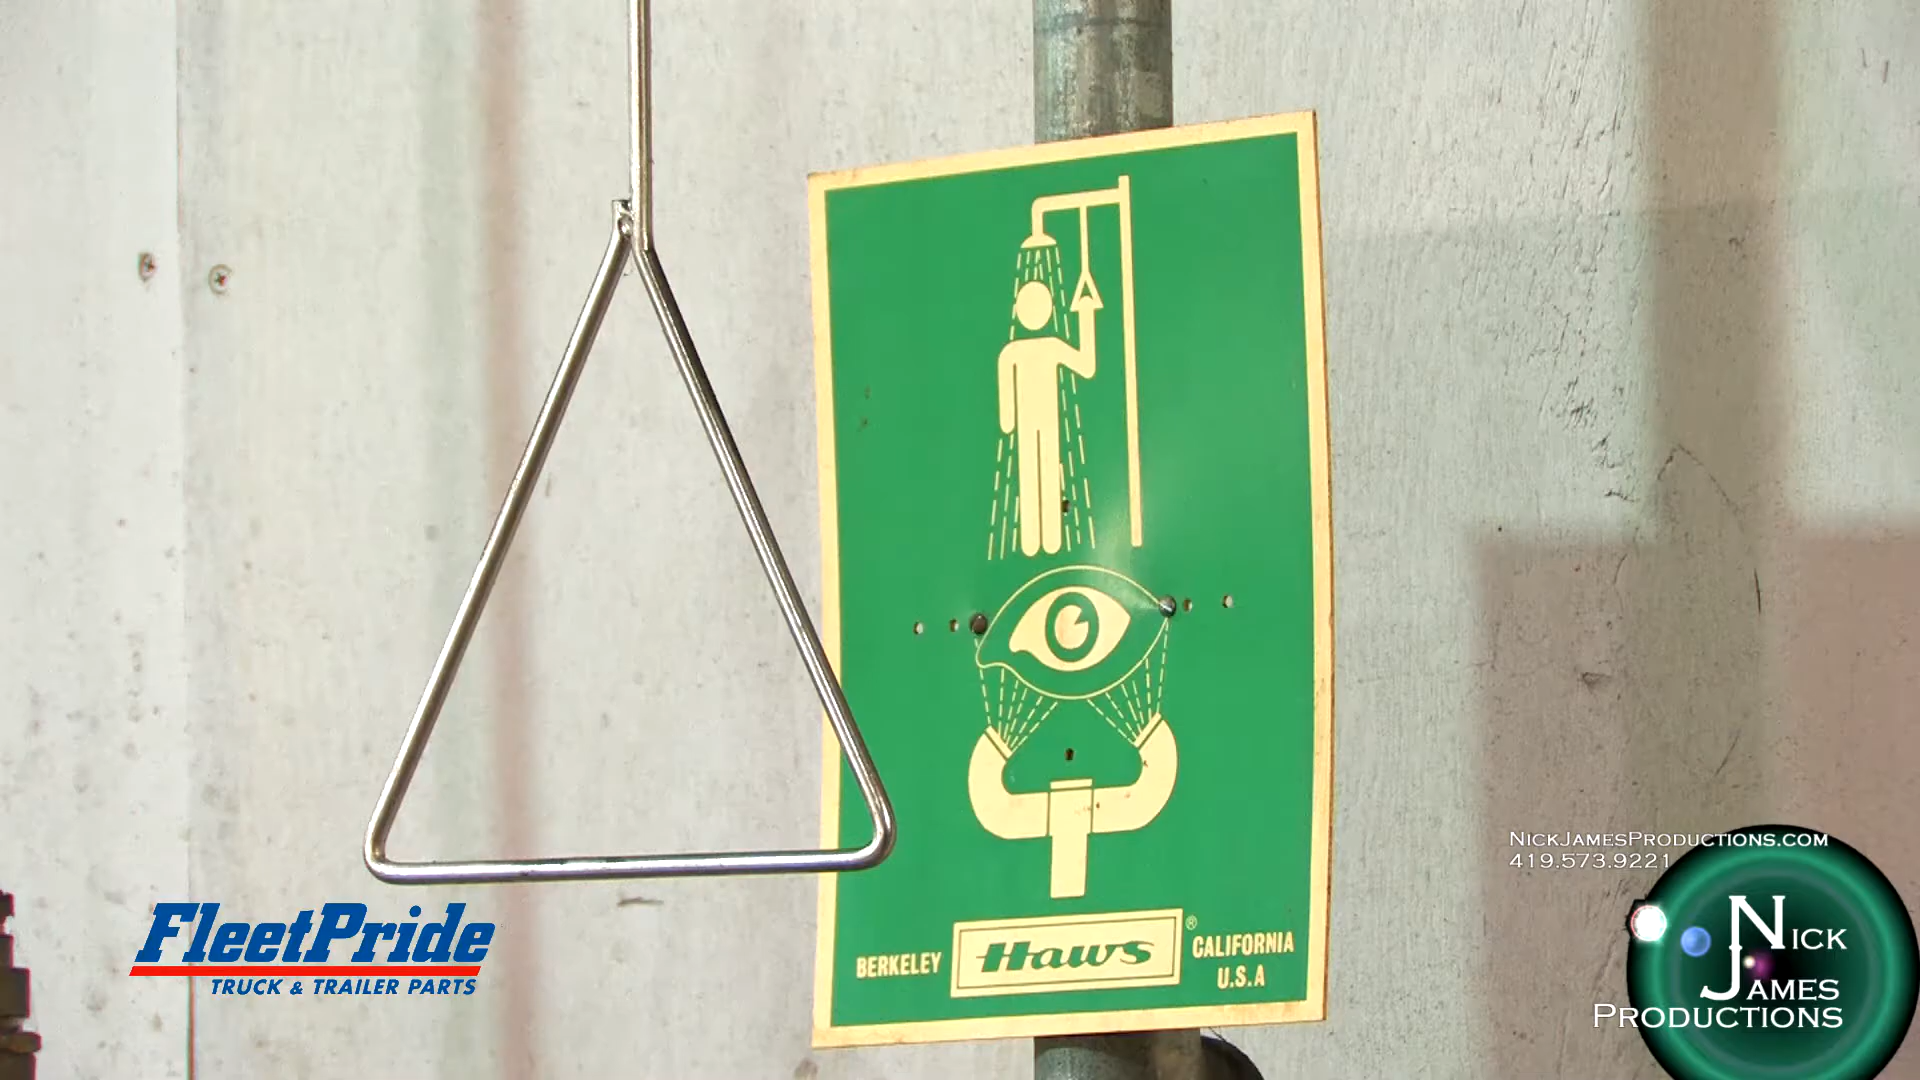 BERKELEY
Haws
®
CALIFORNIA
U.S.A
FleetPride
TRUCK & TRAILER PARTS
NICKJAMESPRODUCTIONS.COM
419.573.9221
NICK
JAMES
PRODUCTIONS